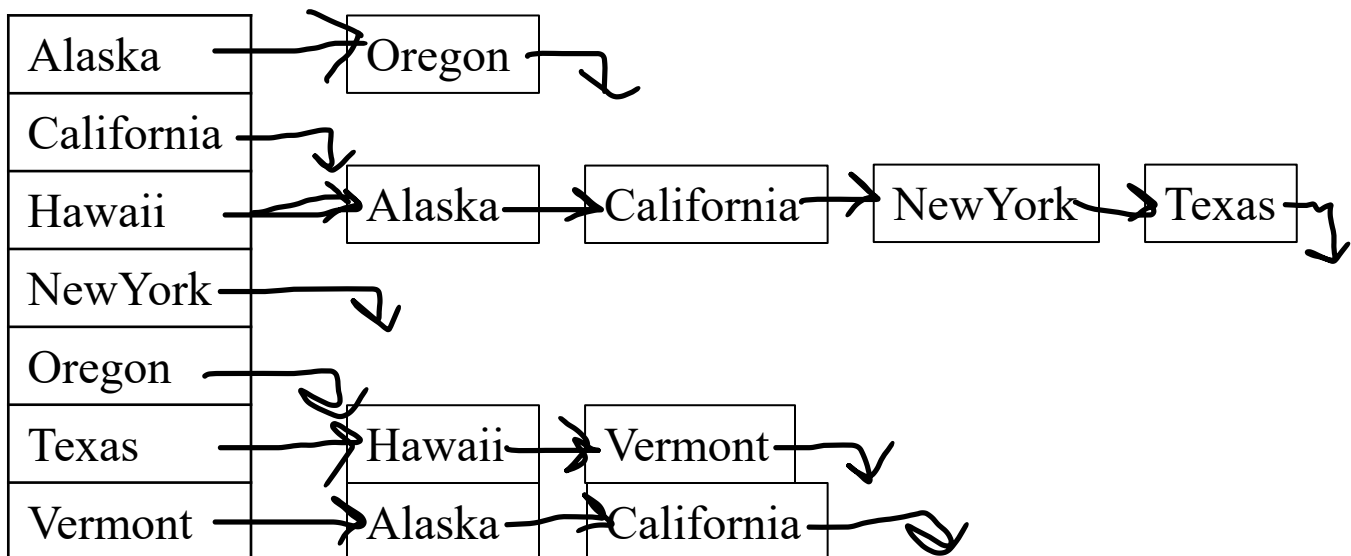 Alaska Oregon
California
Hawaii Alaska California NewYork Texas
NewYork
Oregon
Texas Hawaii Vermont
Vermont Alaska California